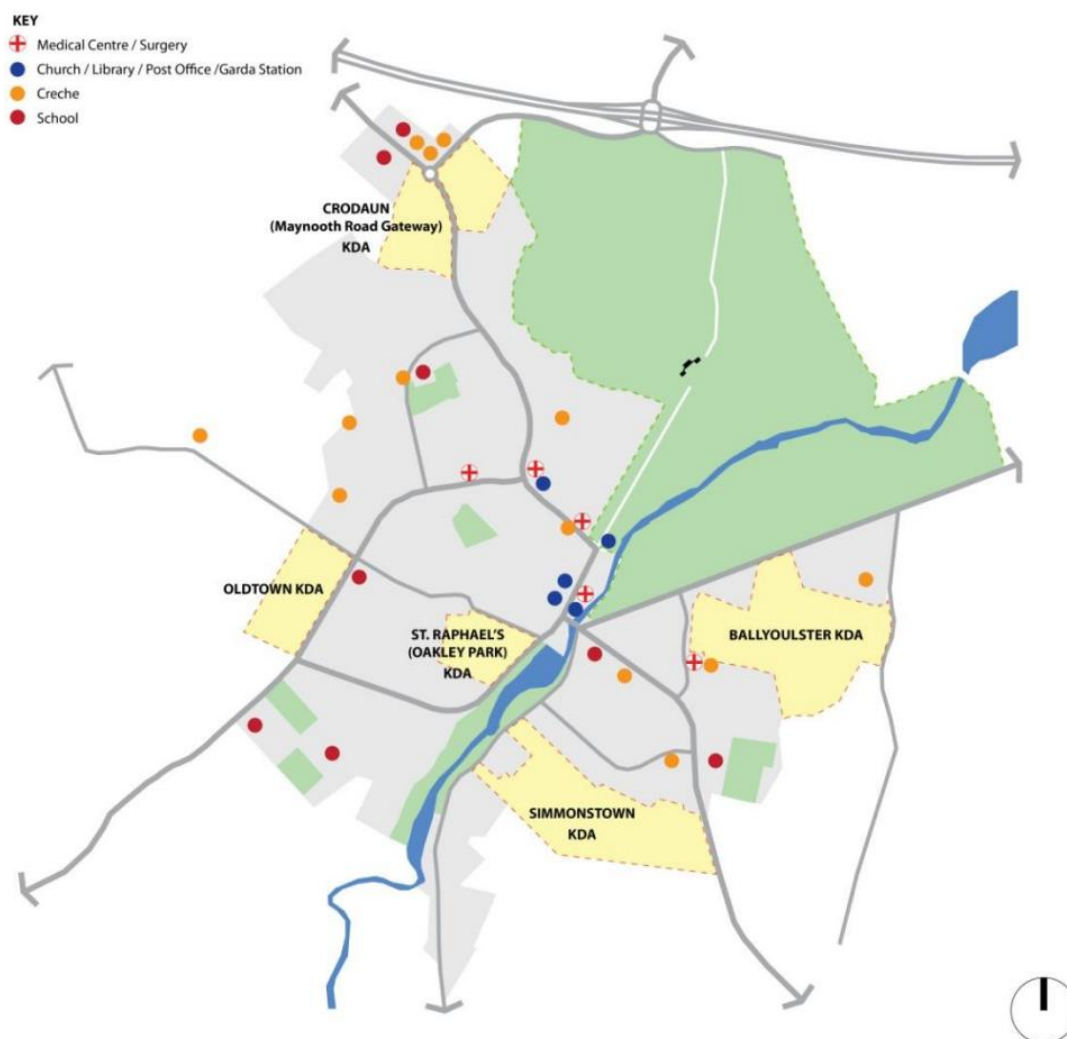 KEY
Medical Centre / Surgery
Church / Library / Post Office /Garda Station
Creche
School
CRODAUN
(Maynooth Road Gateway)
KDA
OLDTOWN KDA
ST. RAPHAEL'S
(OAKLEY PARK)
KDA
BALLYOULSTER KDA
SIMMONSTOWN
KDA